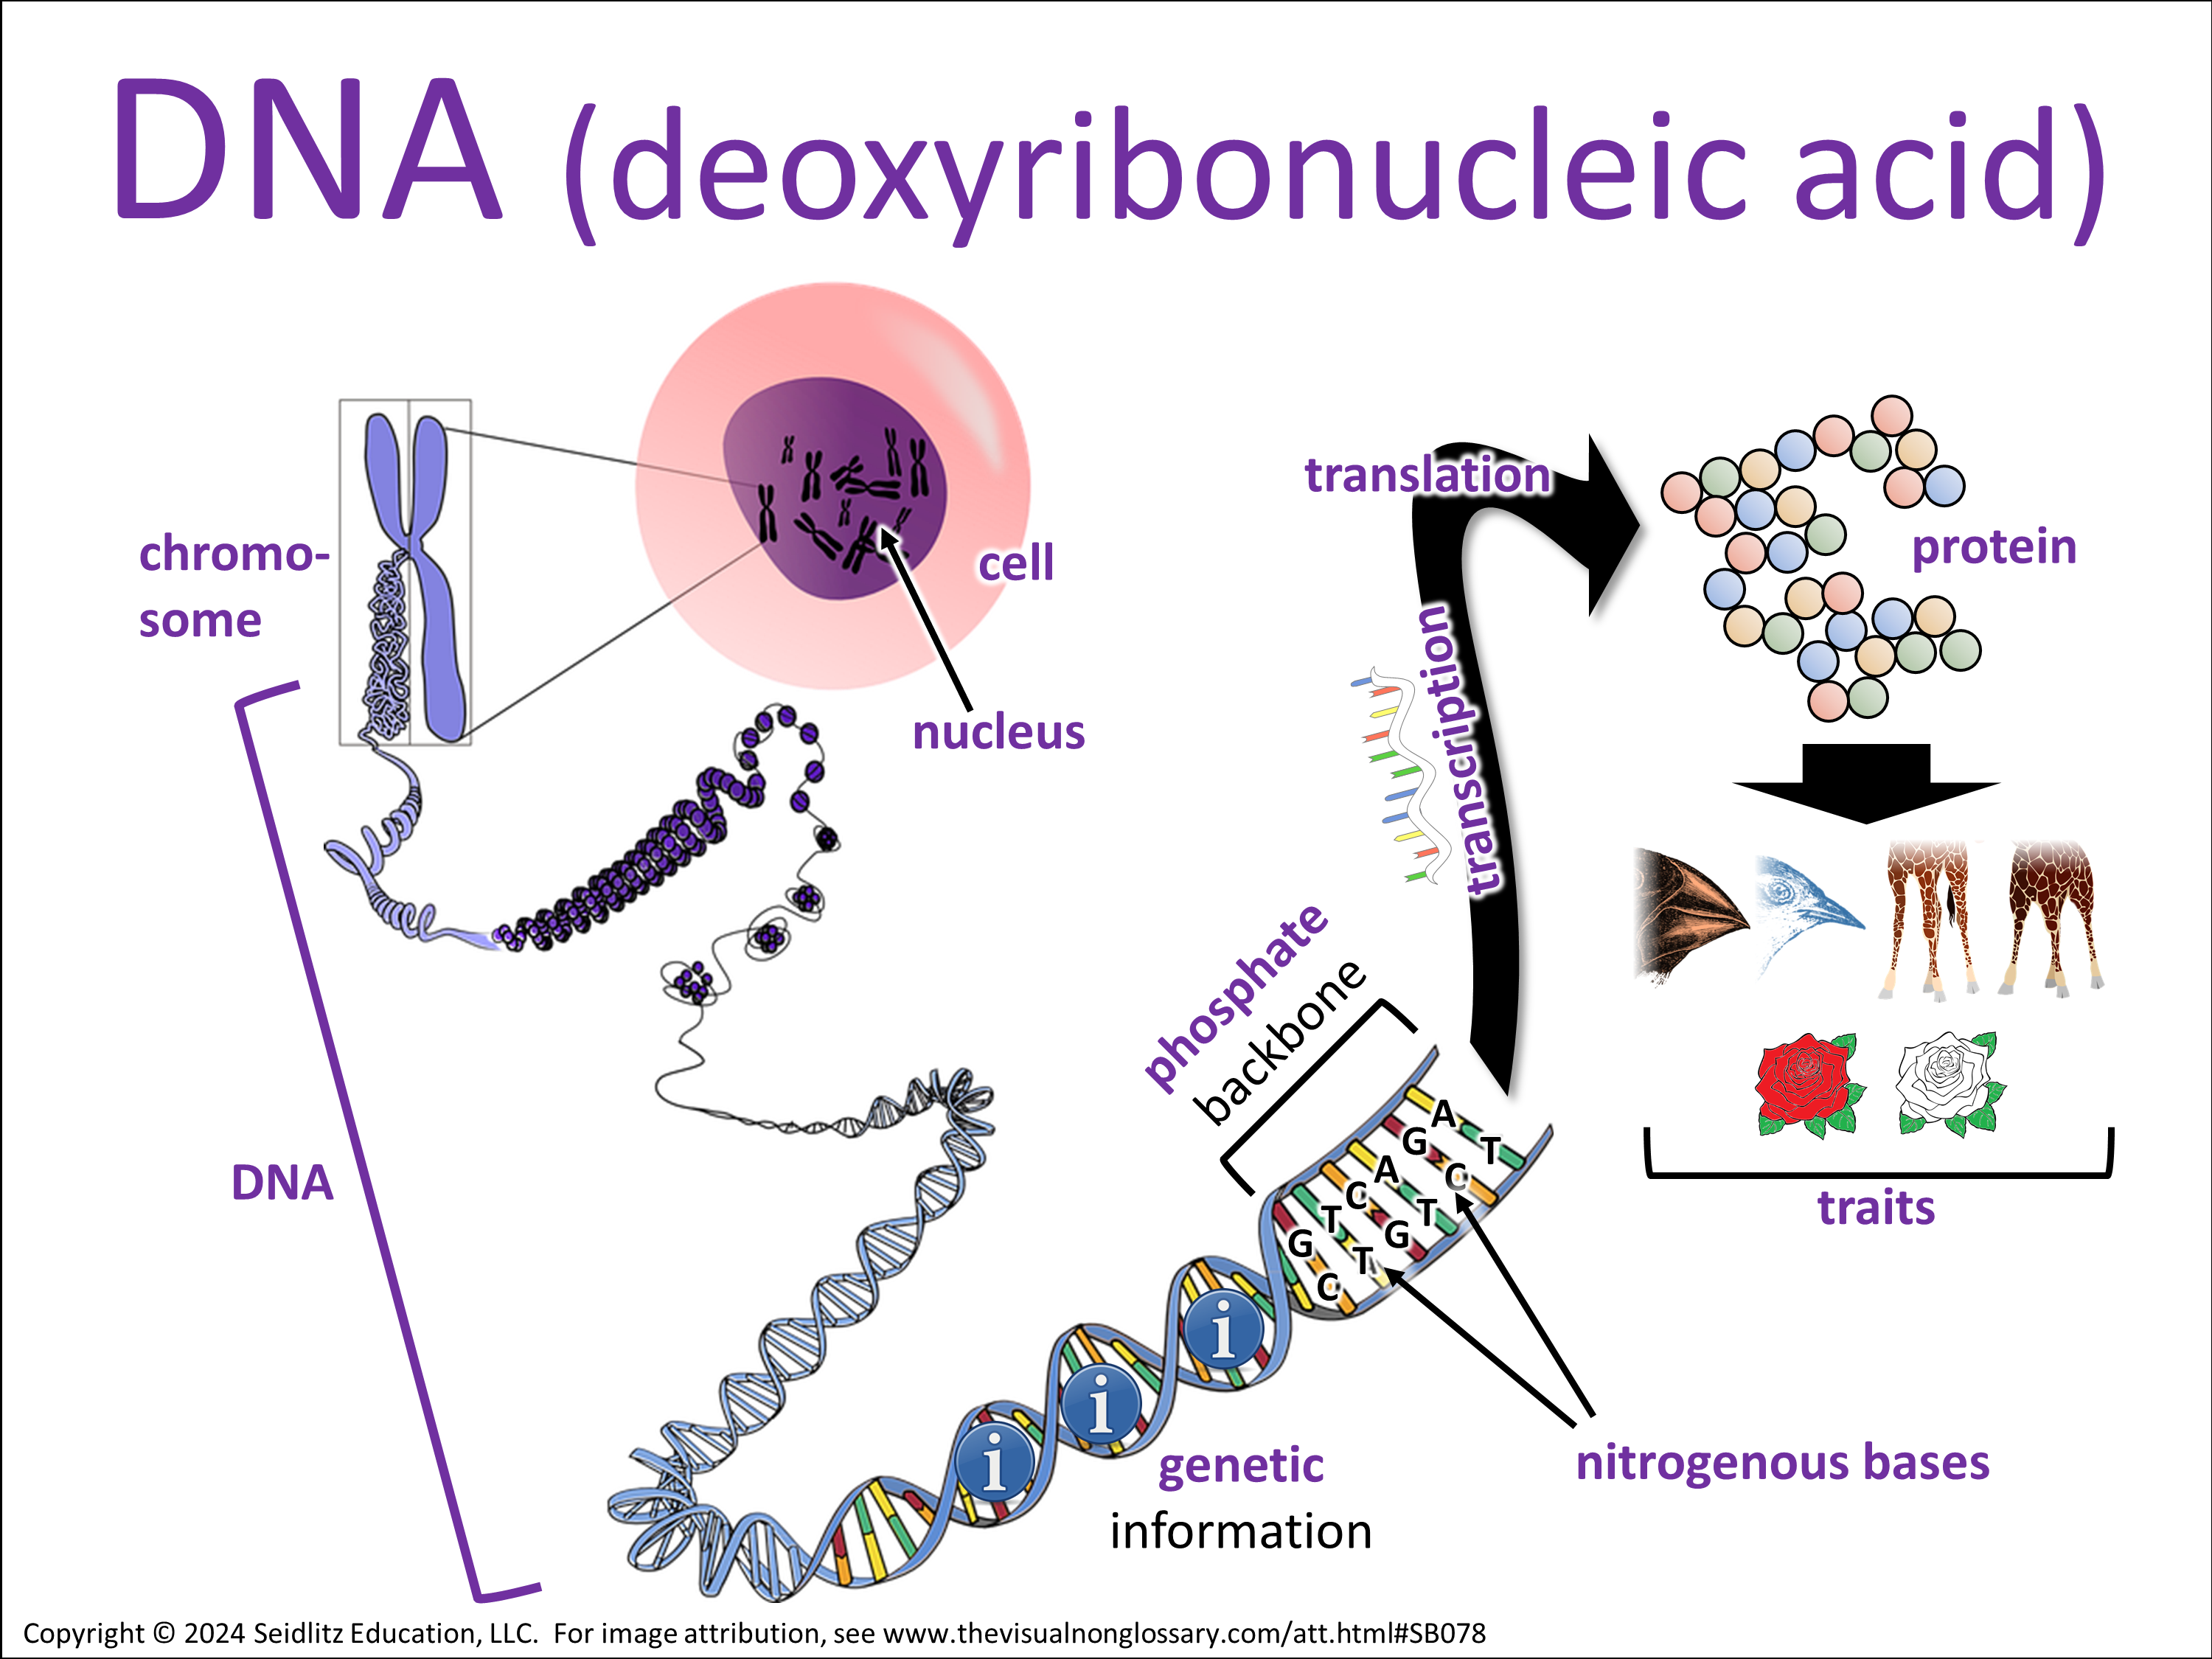 DNA (deoxyribonucleic acid)
chromo-
some
cell
nucleus
DNA
translation
transcription
protein
phosphate
backbone
A
G
T
A
C
C
T
T
G
G
T
C
i
i
i
genetic
information
nitrogenous bases
traits
Copyright © 2024 Seidlitz Education, LLC.  For image attribution, see www.thevisualnonglossary.com/att.html#SB078